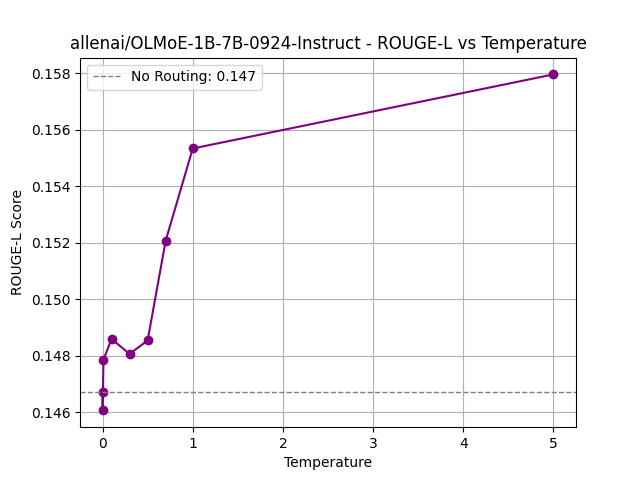 allenai/OLMoE-1B-7B-0924-Instruct - ROUGE-L vs Temperature
No Routing: 0.147
0.158
0.156
0.154
0.152
0.150
0.148
0.146
ROUGE-L Score
0 1 2 3 4 5
Temperature